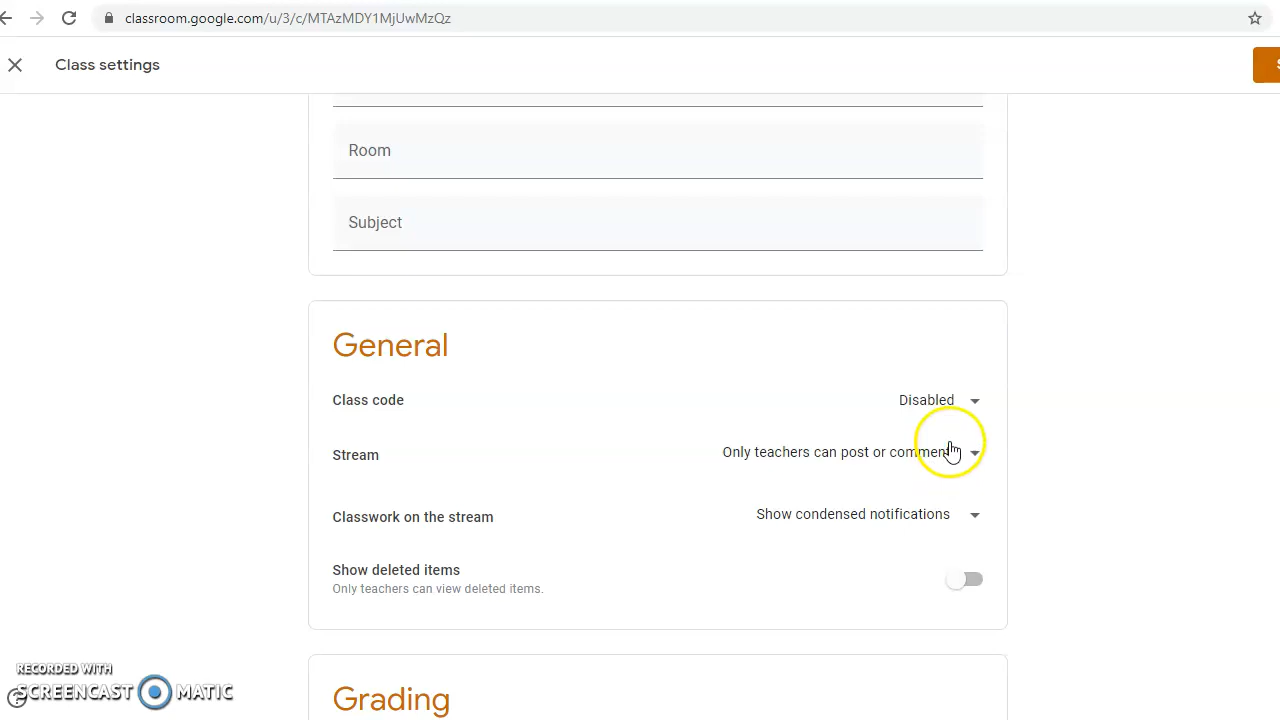 classroom.google.com/u/3/c/MTAzMDY1MjUwMzQz
Class settings
Room
Subject
General
Class code
Disabled
Stream
Only teachers can post or comment
Classwork on the stream
Show condensed notifications
Show deleted items
Only teachers can view deleted items.
Grading
RECORDED WITH
SCREENCAST MATIC